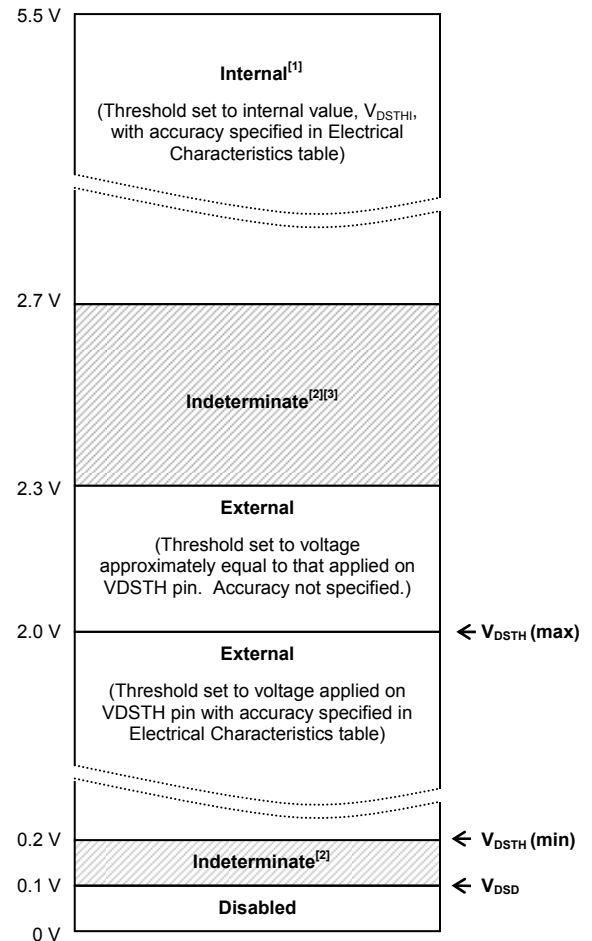 5.5 V
Internal[1]
(Threshold set to internal value, VDSTHI,
with accuracy specified in Electrical
Characteristics table)
2.7 V
Indeterminate[2][3]
2.3 V
External
(Threshold set to voltage
approximately equal to that applied on
VDSTH pin.  Accuracy not specified.)
2.0 V
← VDSTH (max)
External
(Threshold set to voltage applied on
VDSTH pin with accuracy specified in
Electrical Characteristics table)
0.2 V
← VDSTH (min)
Indeterminate[2]
0.1 V
← VDSD
Disabled
0 V